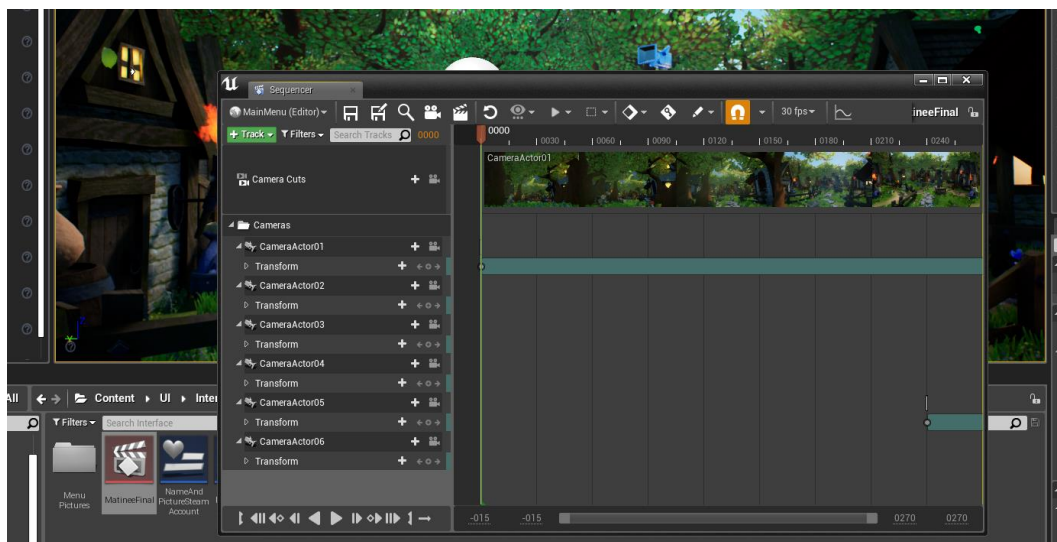 Sequencer
MainMenu (Editor)
30 fps
ineeFinal
+ Track
Filters
Search Tracks
0000
0000
0030
0060
0090
0120
0150
0180
0210
0240
Camera Cuts
CameraActor01
Cameras
CameraActor01
Transform
CameraActor02
Transform
CameraActor03
Transform
CameraActor04
Transform
CameraActor05
Transform
CameraActor06
Transform
-015
-015
0270
0270
All
Content
UI
Inte
Filters
Search Interface
Menu
Pictures
MatineeFinal
NameAnd
PictureSteam
Account